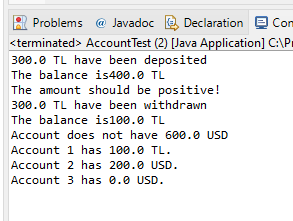 Problems @ Javadoc Declaration
<terminated> AccountTest (2) [Java Application] C:\
300.0 TL have been deposited
The balance is400.0 TL
The amount should be positive!
300.0 TL have been withdrawn
The balance is100.0 TL
Account does not have 600.0 USD
Account 1 has 100.0 TL.
Account 2 has 200.0 USD.
Account 3 has 0.0 USD.